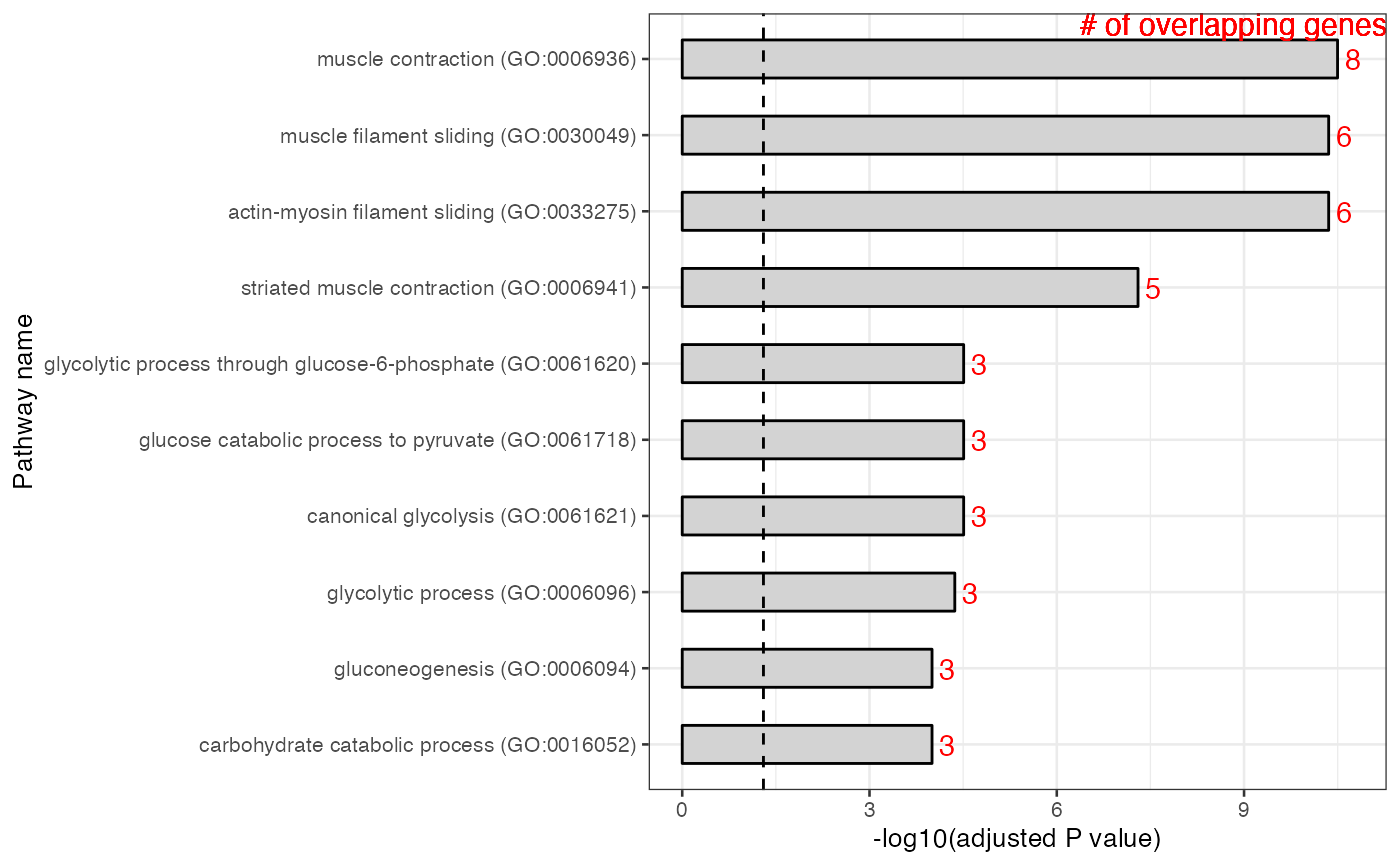 # of overlapping genes
muscle contraction (GO:0006936) 8
muscle filament sliding (GO:0030049) 6
actin-myosin filament sliding (GO:0033275) 6
striated muscle contraction (GO:0006941) 5
glycolytic process through glucose-6-phosphate (GO:0061620) 3
glucose catabolic process to pyruvate (GO:0061718) 3
canonical glycolysis (GO:0061621) 3
glycolytic process (GO:0006096) 3
gluconeogenesis (GO:0006094) 3
carbohydrate catabolic process (GO:0016052) 3
Pathway name
0 3 6 9
-log10(adjusted P value)